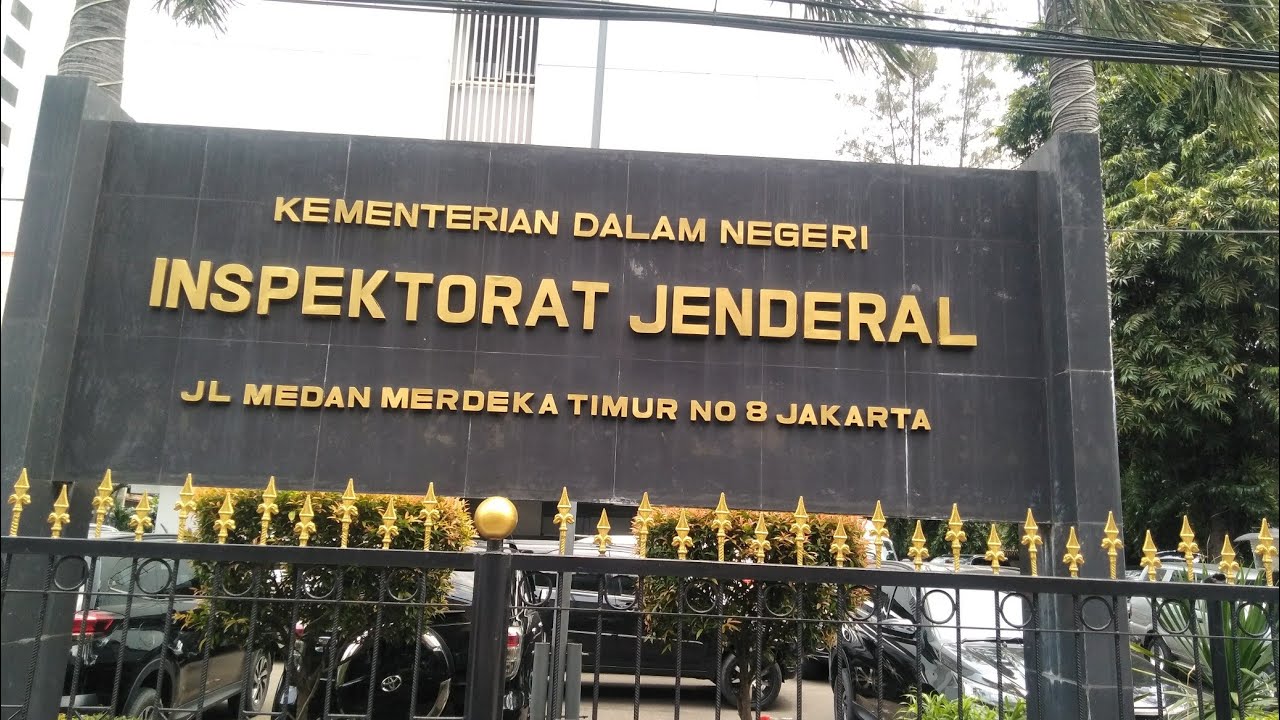 KEMENTERIAN DALAM NEGERI
INSPEKTORAT JENDERAL
JL MEDAN MERDEKA TIMUR NO 8 JAKARTA